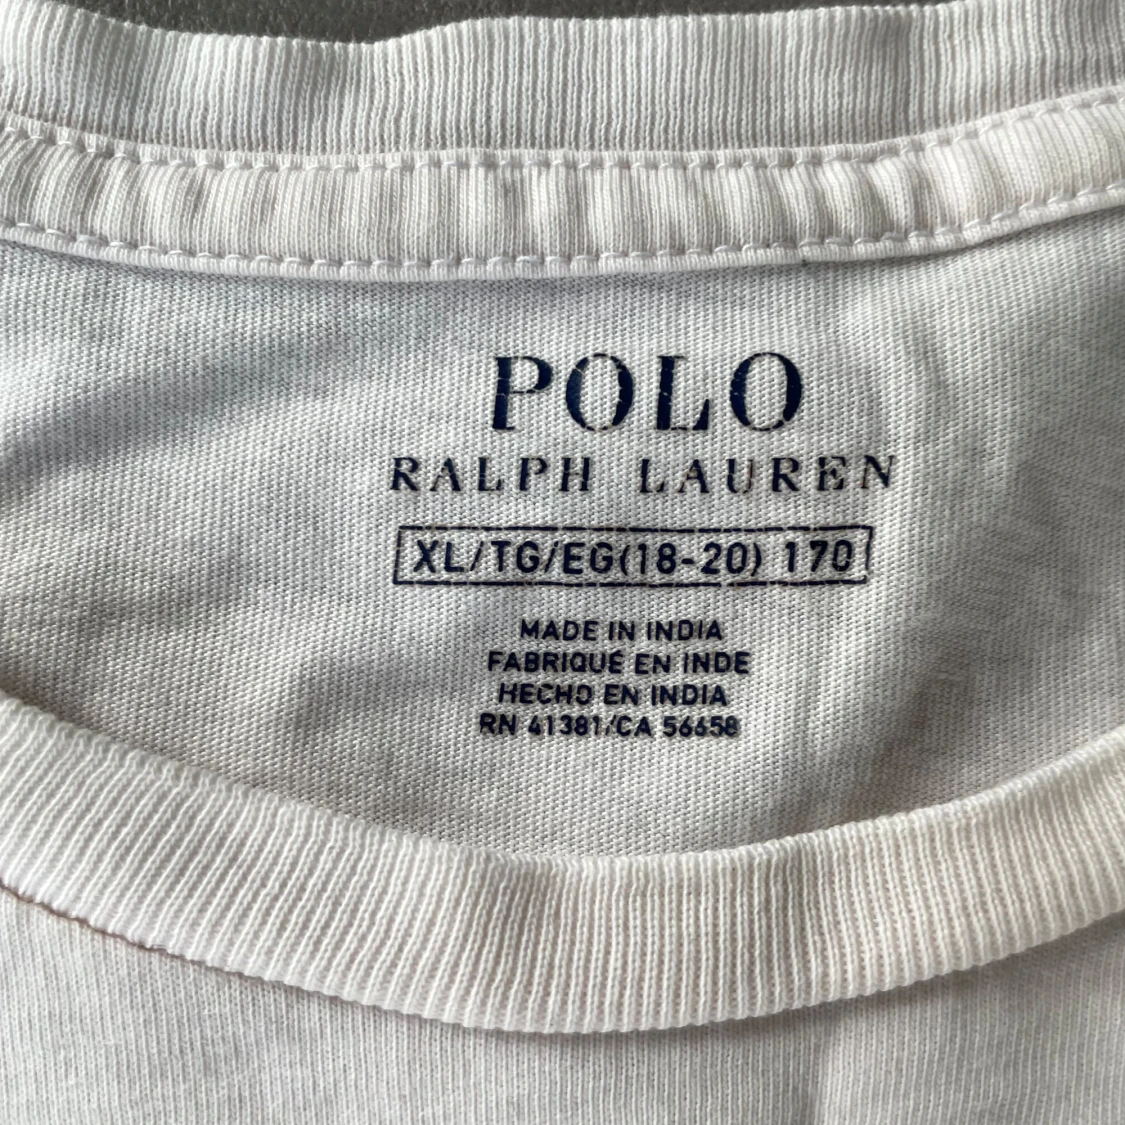 POLO
RALPH LAUREN
XL/TG/EG(18-20) 170
MADE IN INDIA
FABRIQUÉ EN INDE
HECHO EN INDIA
RN 41381/CA 56658